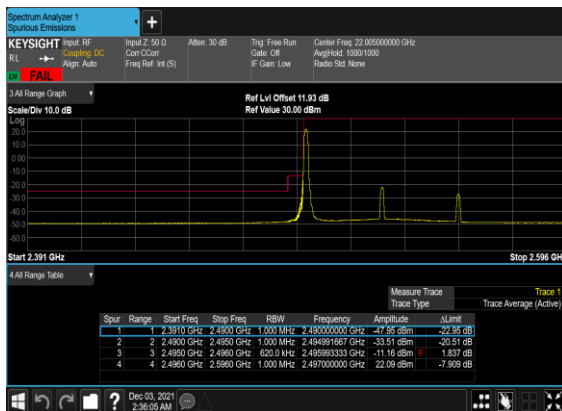 Spectrum Analyzer 1
Spurious Emissions
KEYSIGHT Input: RF Input Z: 50 Ω Atten: 30 dB Trig: Free Run Center Freq: 22.005000000 GHz
RL Coupling: DC Corr CCorr Gate: Off Avg|Hold: 1000/1000
Align: Auto Freq Ref: Int (S) IF Gain: Low Radio Std: None
FAIL
3 All Range Graph
Ref Lvl Offset 11.93 dB
Scale/Div 10.0 dB Ref Value 30.00 dBm
Log
20.0
10.0
0.00
-10.0
-20.0
-30.0
-40.0
-50.0
-60.0
Start 2.391 GHz Stop 2.596 GH
4 All Range Table
Measure Trace Trace 1
Trace Type Trace Average (Active)
Spur Range Start Freq Stop Freq RBW Frequency Amplitude ΔLimit
1 1 2.3910 GHz 2.4900 GHz 1.000 MHz 2.490000000 GHz -47.95 dBm -22.95 dB
2 2 2.4900 GHz 2.4950 GHz 1.000 MHz 2.494991667 GHz -33.51 dBm -20.51 dB
3 3 2.4950 GHz 2.4960 GHz 620.0 kHz 2.495993333 GHz -11.16 dBm F 1.837 dB
4 4 2.4960 GHz 2.5960 GHz 1.000 MHz 2.497000000 GHz 22.09 dBm -7.909 dB
? Dec 03, 2021
2:36:05 AM